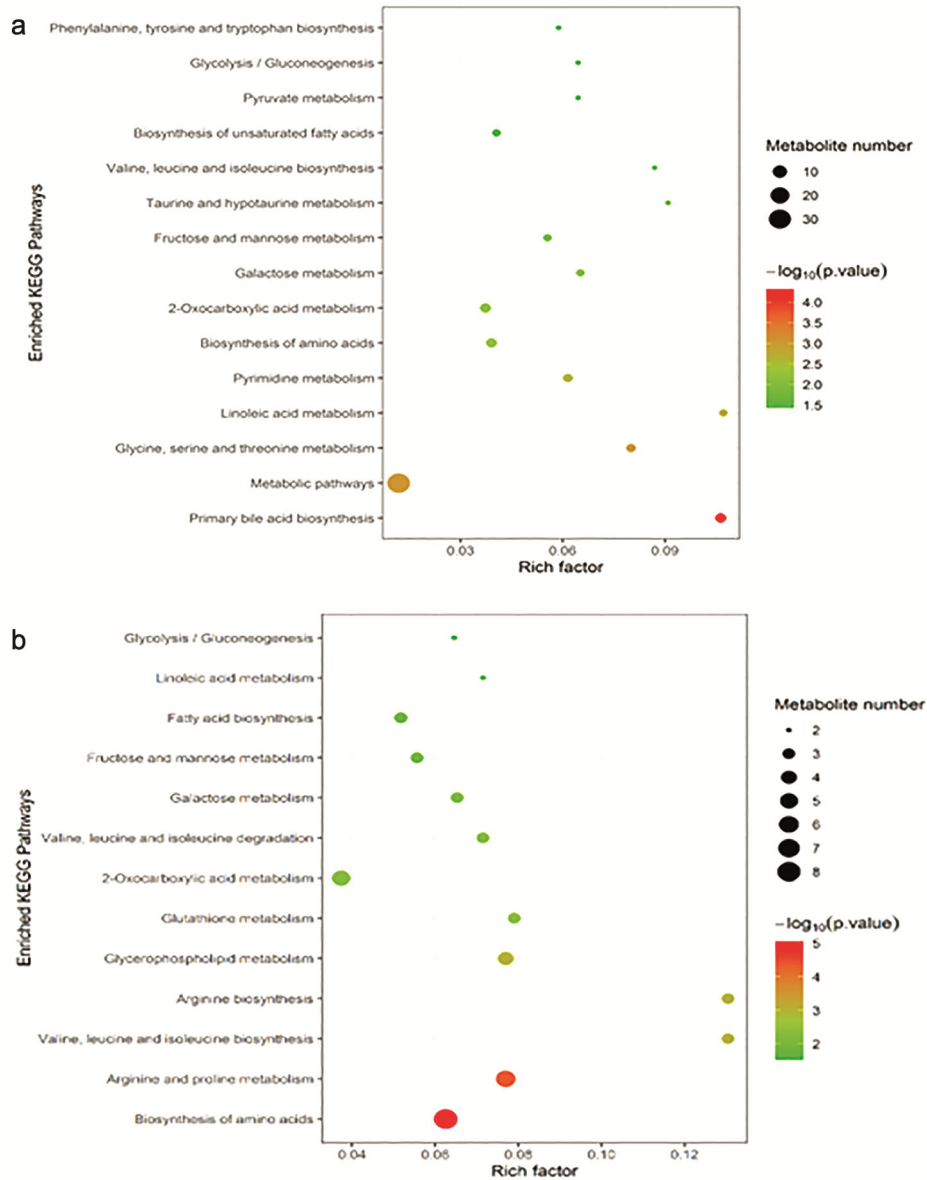 a
Phenylalanine, tyrosine and tryptophan biosynthesis
Glycolysis / Gluconeogenesis
Pyruvate metabolism
Biosynthesis of unsaturated fatty acids
Valine, leucine and isoleucine biosynthesis
Taurine and hypotaurine metabolism
Fructose and mannose metabolism
Galactose metabolism
2-Oxocarboxylic acid metabolism
Biosynthesis of amino acids
Pyrimidine metabolism
Linoleic acid metabolism
Glycine, serine and threonine metabolism
Metabolic pathways
Primary bile acid biosynthesis
Enriched KEGG Pathways
0.03 0.06 0.09
Rich factor
Metabolite number
10
20
30
−log10(p.value)
4.0
3.5
3.0
2.5
2.0
1.5
b
Glycolysis / Gluconeogenesis
Linoleic acid metabolism
Fatty acid biosynthesis
Fructose and mannose metabolism
Galactose metabolism
Valine, leucine and isoleucine degradation
2-Oxocarboxylic acid metabolism
Glutathione metabolism
Glycerophospholipid metabolism
Arginine biosynthesis
Valine, leucine and isoleucine biosynthesis
Arginine and proline metabolism
Biosynthesis of amino acids
Enriched KEGG Pathways
0.04 0.06 0.08 0.10 0.12
Rich factor
Metabolite number
2
3
4
5
6
7
8
−log10(p.value)
5
4
3
2